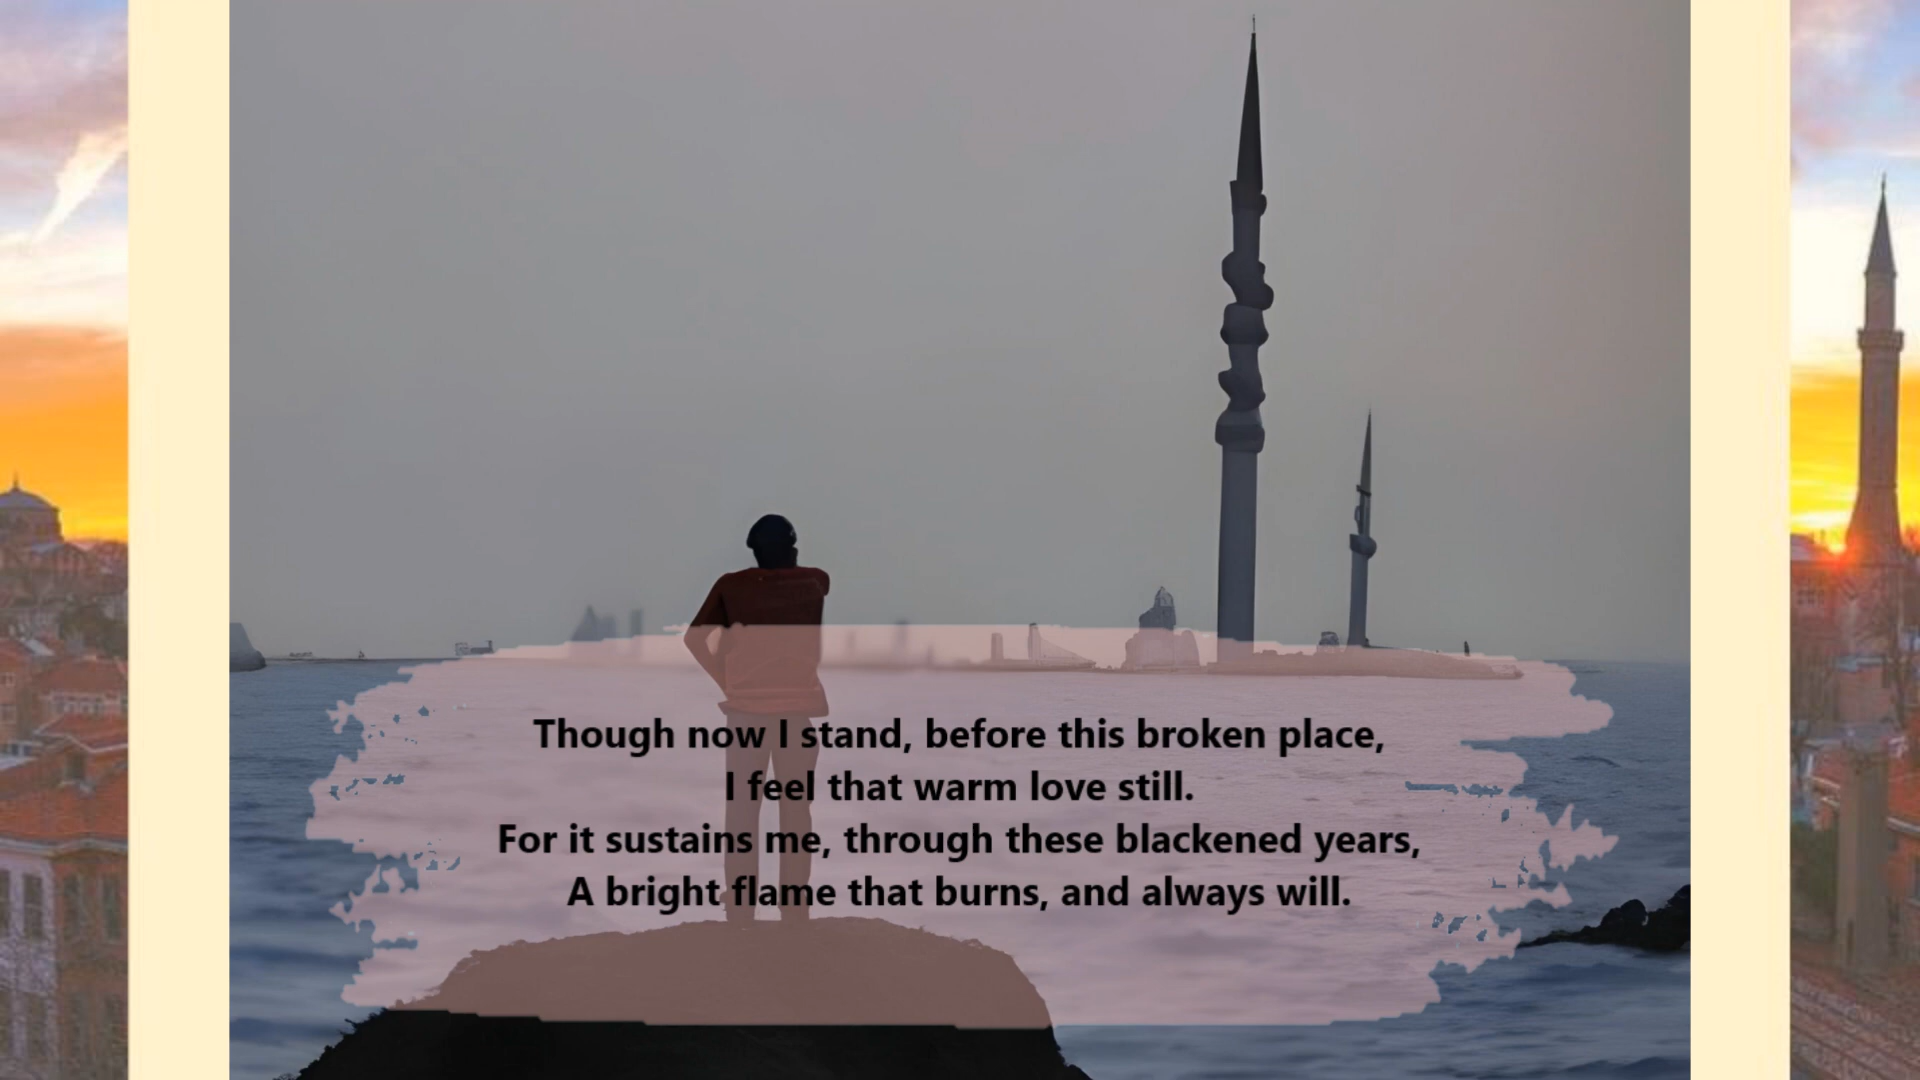 Though now I stand, before this broken place,
I feel that warm love still.
For it sustains me, through these blackened years,
A bright flame that burns, and always will.